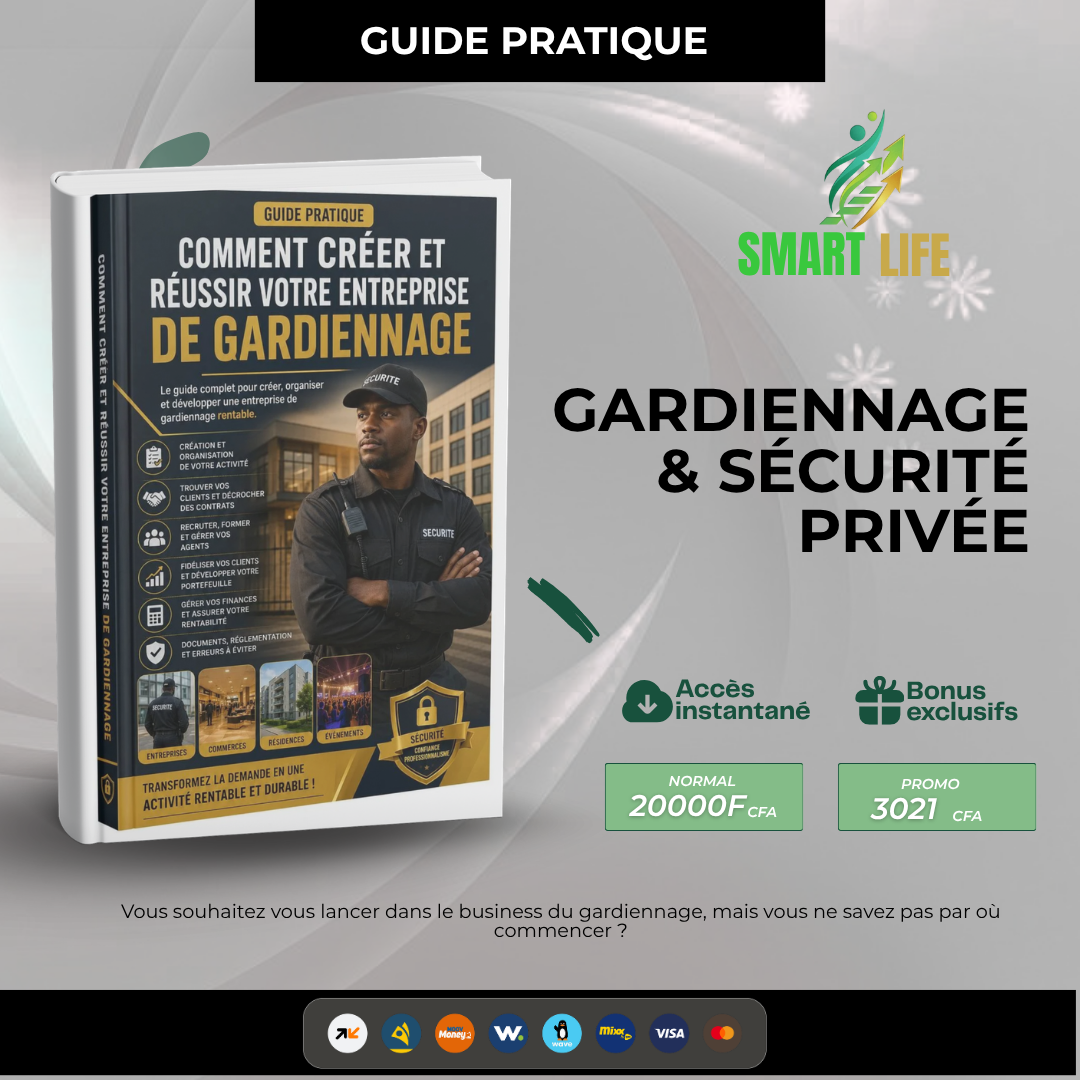 GUIDE PRATIQUE
SMART LIFE
GUIDE PRATIQUE
COMMENT CRÉER ET
RÉUSSIR VOTRE ENTREPRISE
DE GARDIENNAGE
Le guide complet pour créer, organiser
et développer une entreprise de
gardiennage rentable.
CRÉATION ET
ORGANISATION
DE VOTRE ACTIVITÉ
TROUVER VOS
CLIENTS ET DÉCROCHER
DES CONTRATS
RECRUTER, FORMER
ET GÉRER VOS
AGENTS
FIDÉLISER VOS CLIENTS
ET DÉVELOPPER VOTRE
PORTEFEUILLE
GÉRER VOS FINANCES
ET ASSURER VOTRE
RENTABILITÉ
DOCUMENTS, RÉGLEMENTATION
ET ERREURS À ÉVITER
SECURITE
SECURITE
SECURITE
ENTREPRISES
COMMERCES
RÉSIDENCES
ÉVÉNEMENTS
SÉCURITÉ
CONFIANCE
PROFESSIONNALISME
TRANSFORMEZ LA DEMANDE EN UNE
ACTIVITÉ RENTABLE ET DURABLE !
COMMENT CRÉER ET RÉUSSIR VOTRE ENTREPRISE DE GARDIENNAGE
GARDIENNAGE
& SÉCURITÉ
PRIVÉE
Accès
instantané
Bonus
exclusifs
NORMAL
20000F CFA
PROMO
3021 CFA
Vous souhaitez vous lancer dans le business du gardiennage, mais vous ne savez pas par où
commencer ?
Money
W.
wave
mixx
VISA